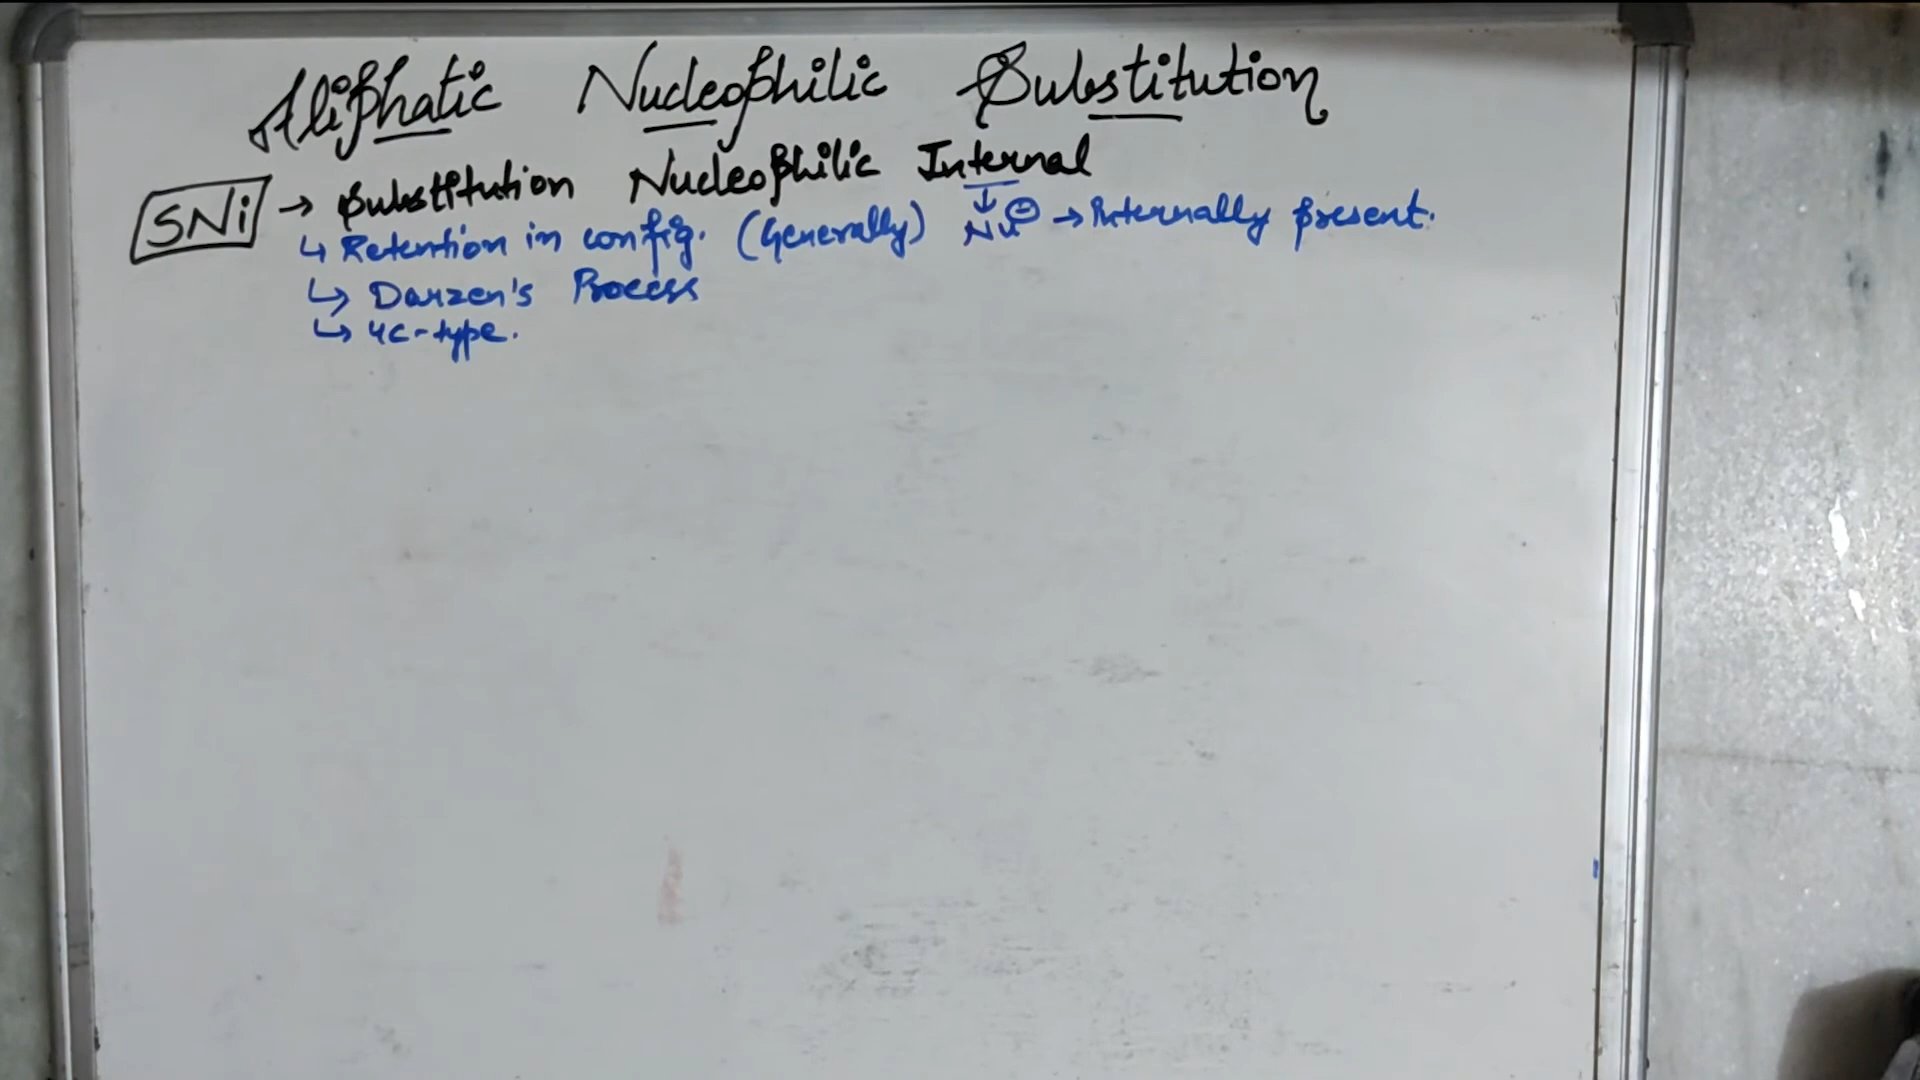 Aliphatic Nucleophilic Substitution
SNi → Substitution Nucleophilic Internal
↳ Retention in config. (Generally) ↓ Nu⊖ → Internally present.
↳ Darzen's Process
↳ 4c-type.